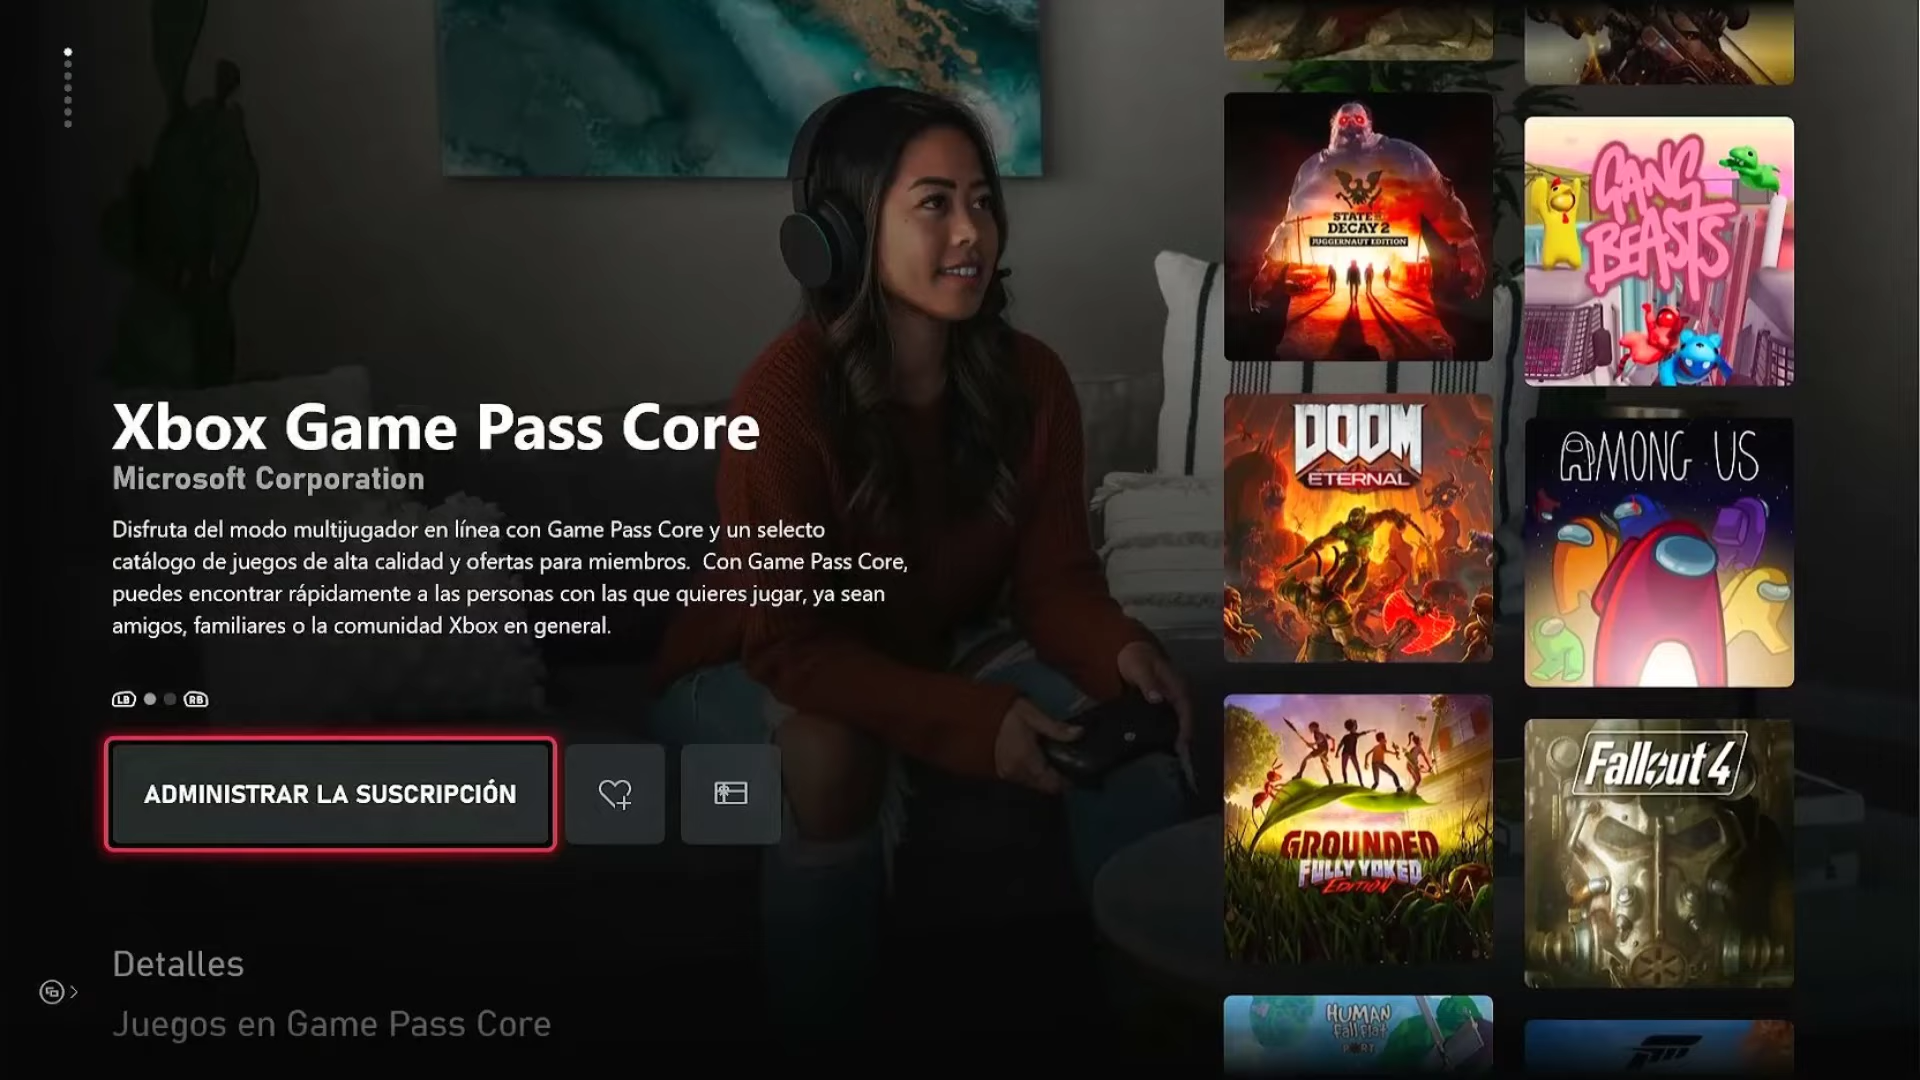 Xbox Game Pass Core
Microsoft Corporation
Disfruta del modo multijugador en línea con Game Pass Core y un selecto
catálogo de juegos de alta calidad y ofertas para miembros. Con Game Pass Core,
puedes encontrar rápidamente a las personas con las que quieres jugar, ya sean
amigos, familiares o la comunidad Xbox en general.
LB
RB
ADMINISTRAR LA SUSCRIPCIÓN
Detalles
Juegos en Game Pass Core
STATE OF
DECAY 2
JUGGERNAUT EDITION
GANG
BEASTS
DOOM
ETERNAL
AMONG US
GROUNDED
FULLY YOKED
EDITION
Fallout 4
HUMAN
fall flat